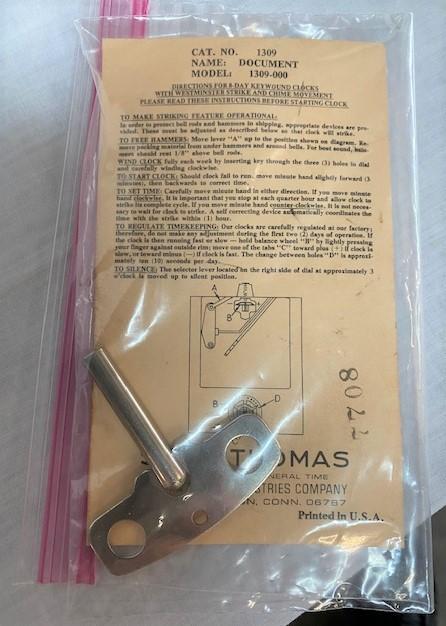 CAT. NO. 1309
NAME: DOCUMENT
MODEL: 1309-000
DIRECTIONS FOR 8-DAY KEYWOUND CLOCKS
WITH WESTMINSTER STRIKE AND CHIME MOVEMENT
PLEASE READ THESE INSTRUCTIONS BEFORE STARTING CLOCK
TO MAKE STRIKING FEATURE OPERATIONAL:
In order to protect bell rods and hammers in shipping, appropriate devices are pro-
vided. These must be adjusted as described below so that clock will strike.
TO FREE HAMMERS: Move lever "A" up to the position shown on diagram. Re-
move packing material from under hammers and around bells. For best sound, ham-
mers should rest 1/8" above bell rods.
WIND CLOCK fully each week by inserting key through the three (3) holes in dial
and carefully winding clockwise.
TO START CLOCK: Should clock fail to run, move minute hand slightly forward (3
minutes), then backwards to correct time.
TO SET TIME: Carefully move minute hand in either direction. If you move minute
hand clockwise, it is important that you stop at each quarter hour and allow clock to
strike its complete cycle. If you move minute hand counter-clockwise, it is not neces-
sary to wait for clock to strike. A self correcting device automatically coordinates the
time with the strike within (1) hour.
TO REGULATE TIMEKEEPING: Our clocks are carefully regulated at our factory;
therefore, do not make any adjustment during the first two (2) days of operation. If
the clock is then running fast or slow — hold balance wheel "B" by lightly pressing
your finger against outside rim; move one of the tabs "C" toward plus (+) if clock is
slow, or toward minus (—) if clock is fast. The change between holes "D" is approxi-
mately ten (10) seconds per day.
TO SILENCE: The selector lever located on the right side of dial at approximately 3
o'clock is moved up to silent position.
A
B
B
D
7708
THOMAS
NERAL TIME
STRIES COMPANY
ON, CONN. 06787
Printed in U.S.A.